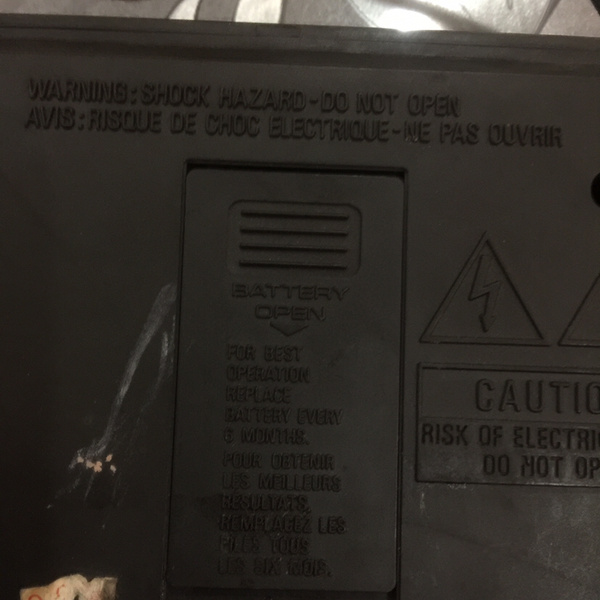 WARNING: SHOCK HAZARD-DO NOT OPEN
AVIS: RISQUE DE CHOC ELECTRIQUE-NE PAS OUVRIR
BATTERY
OPEN
FOR BEST
OPERATION
REPLACE
BATTERY EVERY
6 MONTHS.
POUR OBTENIR
LES MEILLEURS
RESULTATS,
REMPLACEZ LES
PILES TOUS
LES SIX MOIS.
CAUTIO
RISK OF ELECTRI
DO NOT OP